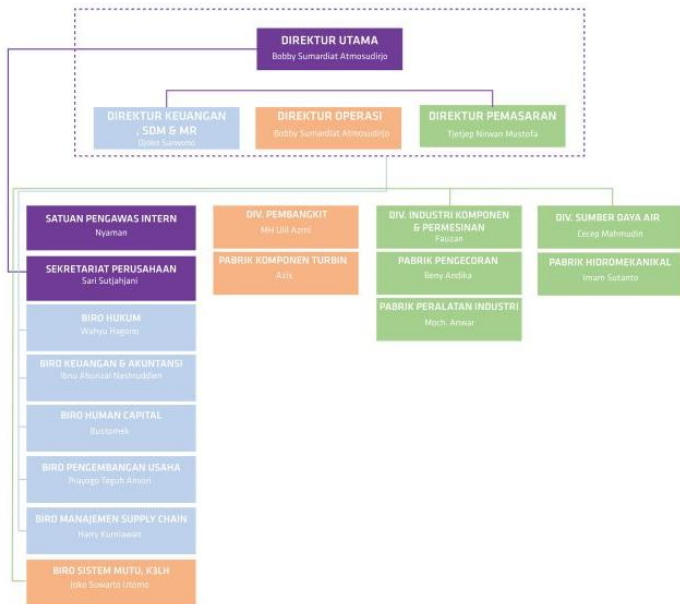 DIREKTUR UTAMA
Bobby Sumardiat Atmosudirjo
DIREKTUR KEUANGAN
, SDM & MR
Djoko Sarwono
DIREKTUR OPERASI
Bobby Sumardiat Atmosudirjo
DIREKTUR PEMASARAN
Tjetjep Nirwan Mustofa
SATUAN PENGAWAS INTERN
Nyaman
SEKRETARIAT PERUSAHAAN
Sari Sutjahjani
BIRO HUKUM
Wahyu Hagono
BIRO KEUANGAN & AKUNTANSI
Ibnu Nashruddien
BIRO HUMAN CAPITAL
Bustomek
BIRO PENGEMBANGAN USAHA
Prayogo Teguh
BIRO MANAJEMEN SUPPLY CHAIN
Harry Kurniawan
BIRO SISTEM MUTU, K3LH
Joko Suwarto Utomo
DIV. PEMBANGKIT
MH Ulil Azmi
PABRIK KOMPONEN TURBIN
Azis
DIV. INDUSTRI KOMPONEN
& PERMESINAN
Fauzan
PABRIK PENGECORAN
Beny Andika
PABRIK PERALATAN INDUSTRI
Moch. Anwar
DIV. SUMBER DAYA AIR
Cecep Mahmudin
PABRIK HIDROMEKANIKAL
Imam Sutanto